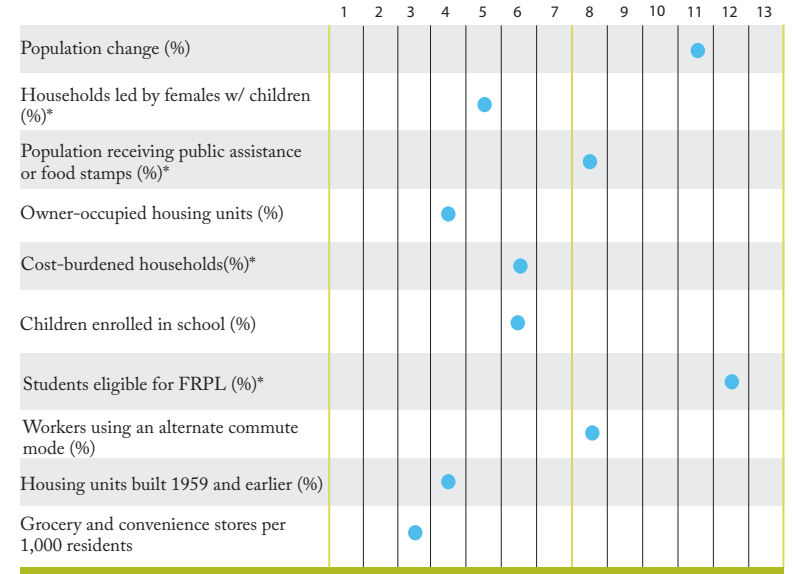 1 2 3 4 5 6 7 8 9 10 11 12 13
Population change (%)
Households led by females w/ children
(%)*
Population receiving public assistance
or food stamps (%)*
Owner-occupied housing units (%)
Cost-burdened households(%)*
Children enrolled in school (%)
Students eligible for FRPL (%)*
Workers using an alternate commute
mode (%)
Housing units built 1959 and earlier (%)
Grocery and convenience stores per
1,000 residents